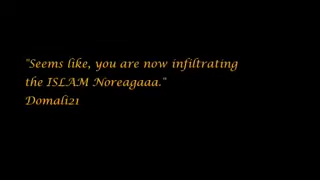 "Seems like, you are now infiltrating
the ISLAM Noreagaaa."
Domali21